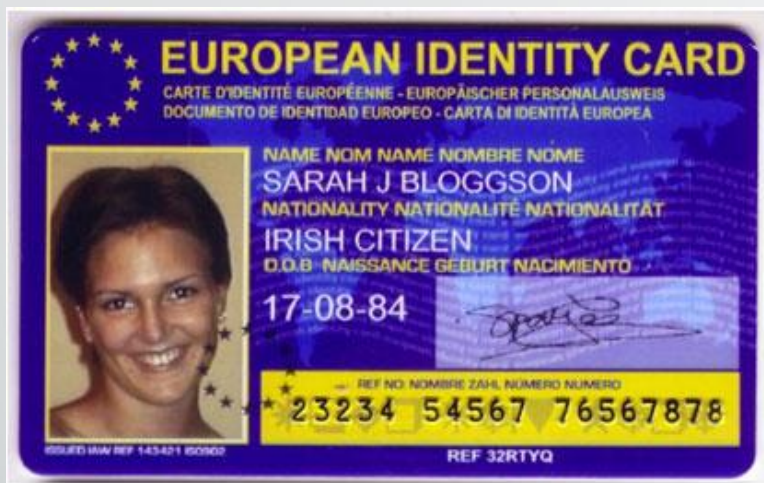 EUROPEAN IDENTITY CARD
CARTE D'IDENTITÉ EUROPÉENNE - EUROPÄISCHER PERSONALAUSWEIS
DOCUMENTO DE IDENTIDAD EUROPEO - CARTA DI IDENTITÀ EUROPEA
NAME NOM NAME NOMBRE NOME
SARAH J BLOGGSON
NATIONALITY NATIONALITÉ NATIONALITÄT
IRISH CITIZEN
D.O.B NAISSANCE GEBURT NACIMIENTO
17-08-84
REF NO. NOMBRE ZAHL NÚMERO NUMERO
23234 54567 76567878
ISSUED IAW REF 143421 ISO902
REF 32RTYQ